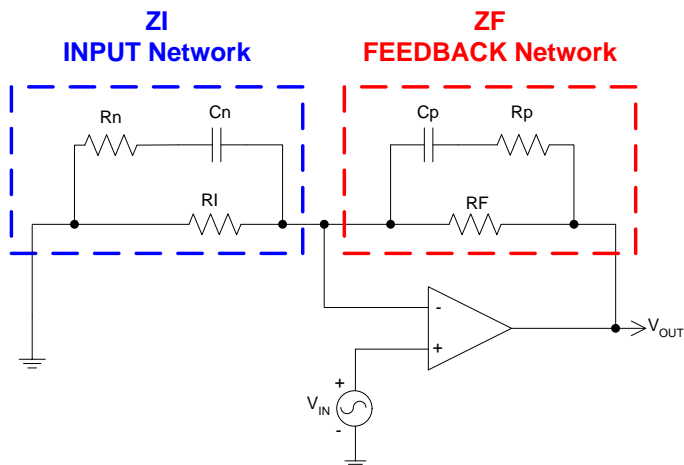 ZI
INPUT Network
ZF
FEEDBACK Network
Rn
Cn
RI
Cp
Rp
RF
-
+
VOUT
+
VIN
-